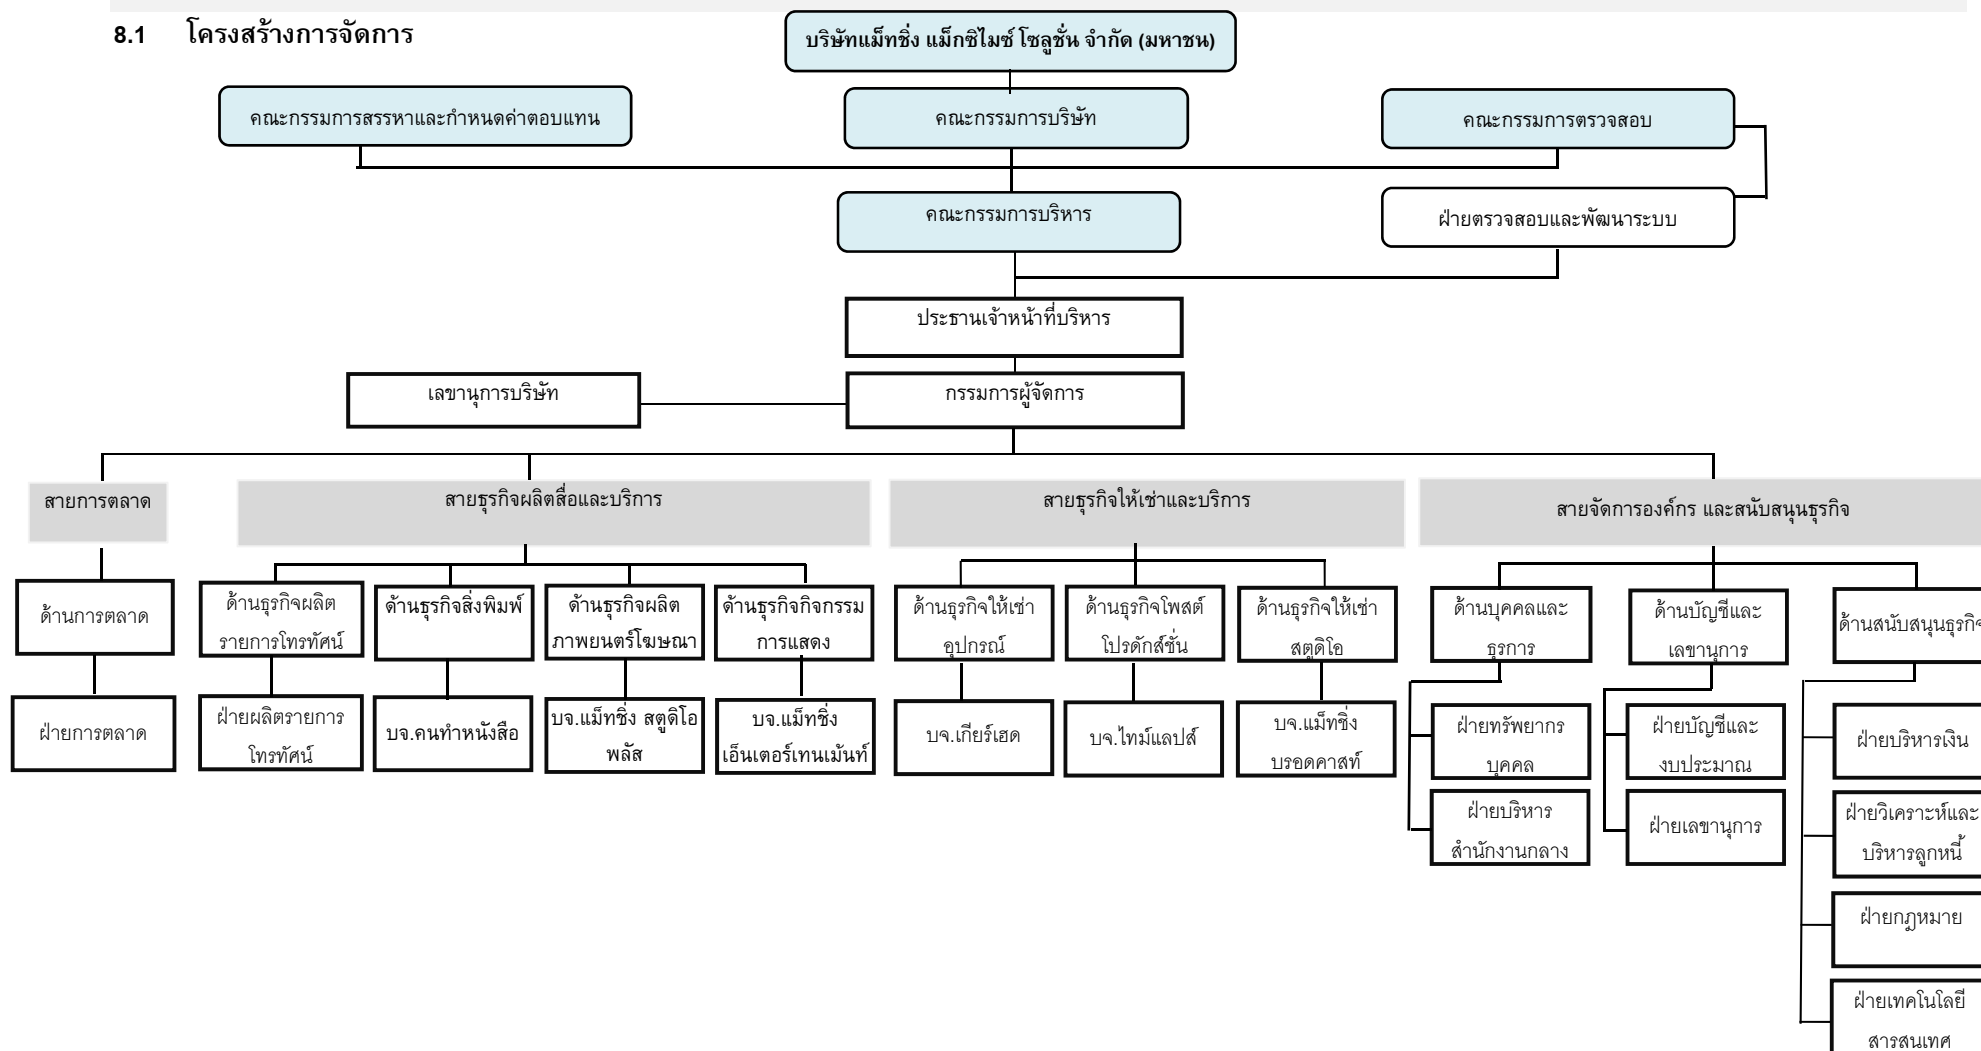 8.1 โครงสร้างการจัดการ
บริษัทแม็ทชิ่ง แม็กซิไมซ์ โซลูชั่น จำกัด (มหาชน)
คณะกรรมการสรรหาและกำหนดค่าตอบแทน
คณะกรรมการบริษัท
คณะกรรมการตรวจสอบ
คณะกรรมการบริหาร
ฝ่ายตรวจสอบและพัฒนาระบบ
ประธานเจ้าหน้าที่บริหาร
เลขานุการบริษัท
กรรมการผู้จัดการ
สายการตลาด
สายธุรกิจผลิตสื่อและบริการ
สายธุรกิจให้เช่าและบริการ
สายจัดการองค์กร และสนับสนุนธุรกิจ
ด้านการตลาด
ด้านธุรกิจผลิต
รายการโทรทัศน์
ด้านธุรกิจสิ่งพิมพ์
ด้านธุรกิจผลิต
ภาพยนตร์โฆษณา
ด้านธุรกิจกิจกรรม
การแสดง
ด้านธุรกิจให้เช่า
อุปกรณ์
ด้านธุรกิจโพสต์
โปรดักส์ชั่น
ด้านธุรกิจให้เช่า
สตูดิโอ
ด้านบุคคลและ
ธุรการ
ด้านบัญชีและ
เลขานุการ
ด้านสนับสนุนธุรกิจ
ฝ่ายการตลาด
ฝ่ายผลิตรายการ
โทรทัศน์
บจ.คนทำหนังสือ
บจ.แม็ทชิ่ง สตูดิโอ
พลัส
บจ.แม็ทชิ่ง
เอ็นเตอร์เทนเม้นท์
บจ.เกียร์เฮด
บจ.ไทม์แลปส์
บจ.แม็ทชิ่ง
บรอดคาสท์
ฝ่ายทรัพยากร
บุคคล
ฝ่ายบัญชีและ
งบประมาณ
ฝ่ายบริหารเงิน
ฝ่ายบริหาร
สำนักงานกลาง
ฝ่ายเลขานุการ
ฝ่ายวิเคราะห์และ
บริหารลูกหนี้
ฝ่ายกฎหมาย
ฝ่ายเทคโนโลยี
สารสนเทศ